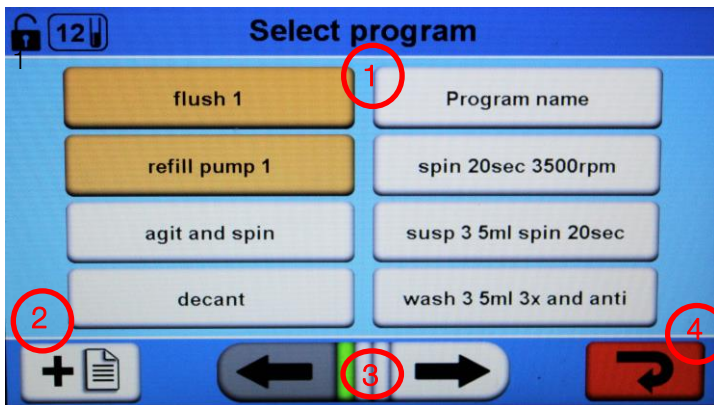 12
Select program
1
1
flush 1
Program name
refill pump 1
spin 20sec 3500rpm
agit and spin
susp 3 5ml spin 20sec
decant
wash 3 5ml 3x and anti
2
4
3